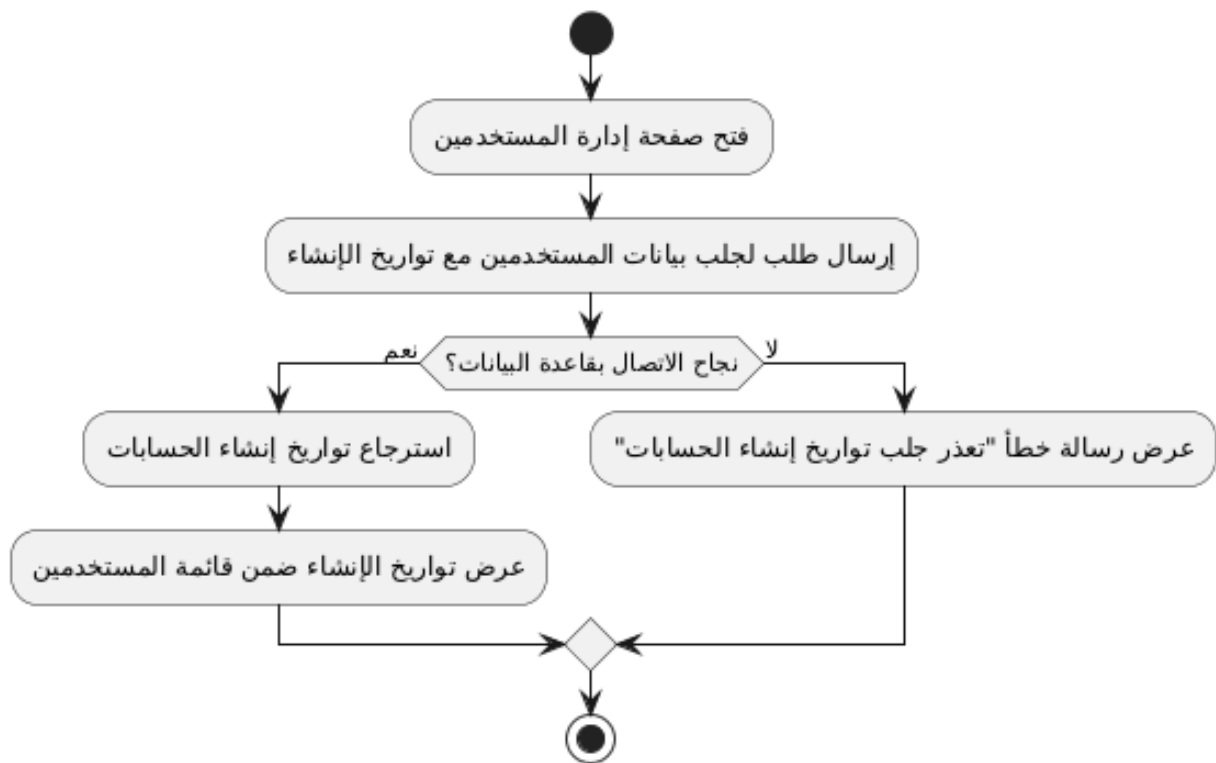 فتح صفحة إدارة المستخدمين
إرسال طلب لجلب بيانات المستخدمين مع تواريخ الإنشاء
نجاح الاتصال بقاعدة البيانات؟
نعم
لا
استرجاع تواريخ إنشاء الحسابات
عرض رسالة خطأ "تعذر جلب تواريخ إنشاء الحسابات"
عرض تواريخ الإنشاء ضمن قائمة المستخدمين